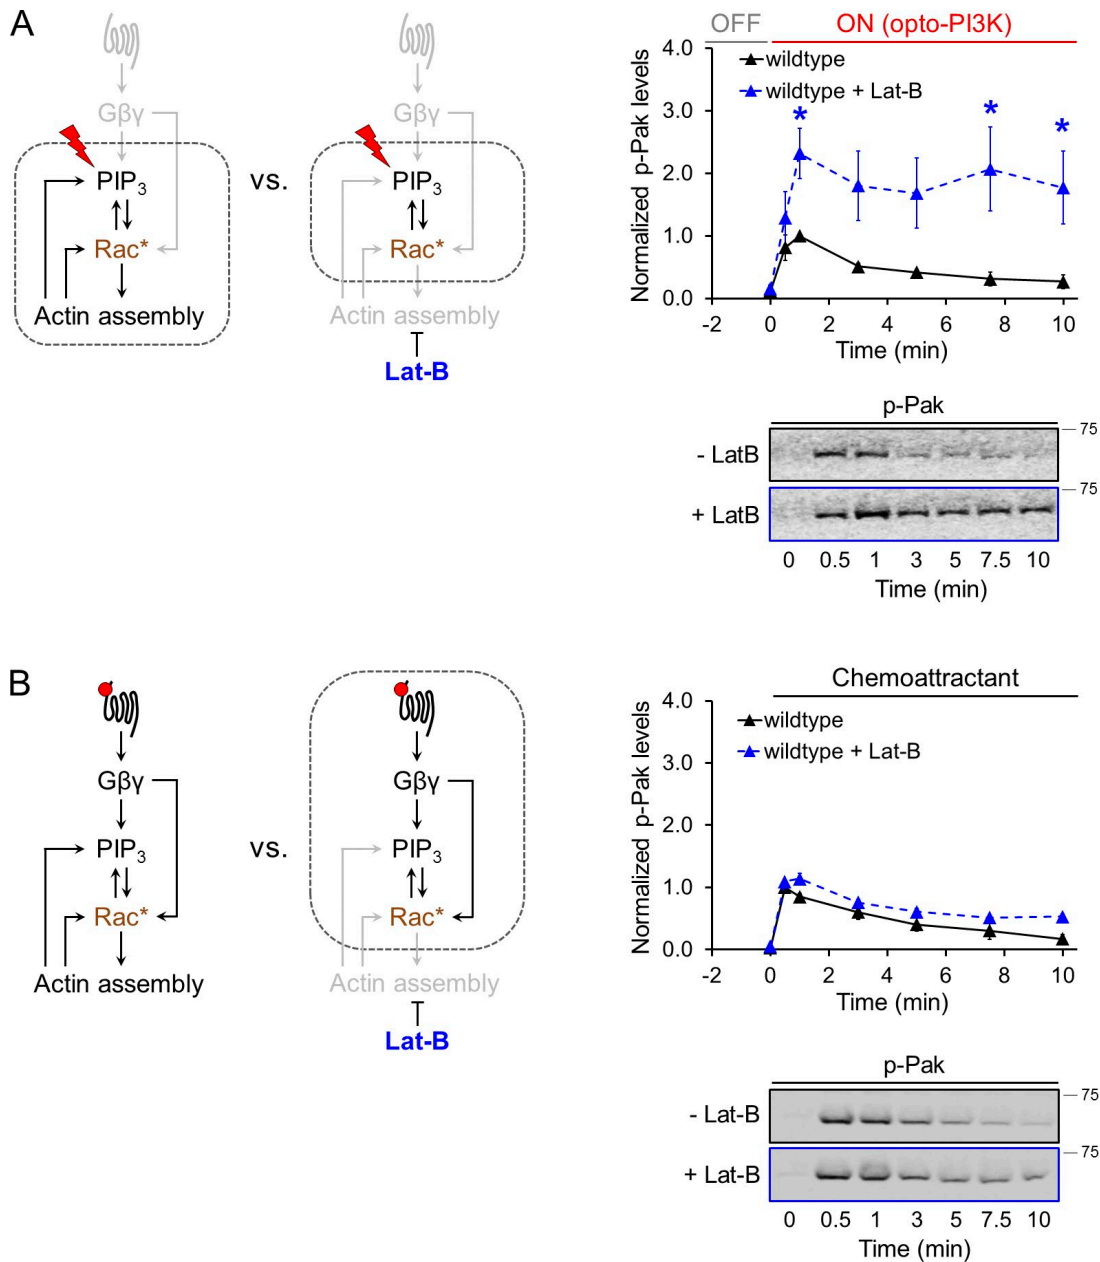 A
Gβγ
PIP3
Rac*
Actin assembly
vs.
Gβγ
PIP3
Rac*
Actin assembly
Lat-B
OFF ON (opto-PI3K)
Normalized p-Pak levels
4.0
3.0
2.0
1.0
0.0
wildtype
wildtype + Lat-B
*
*
*
-2 0 2 4 6 8 10
Time (min)
p-Pak
75
- LatB
75
+ LatB
0 0.5 1 3 5 7.5 10
Time (min)
B
Gβγ
PIP3
Rac*
Actin assembly
vs.
Gβγ
PIP3
Rac*
Actin assembly
Lat-B
Chemoattractant
Normalized p-Pak levels
4.0
3.0
2.0
1.0
0.0
wildtype
wildtype + Lat-B
-2 0 2 4 6 8 10
Time (min)
p-Pak
75
- Lat-B
75
+ Lat-B
0 0.5 1 3 5 7.5 10
Time (min)